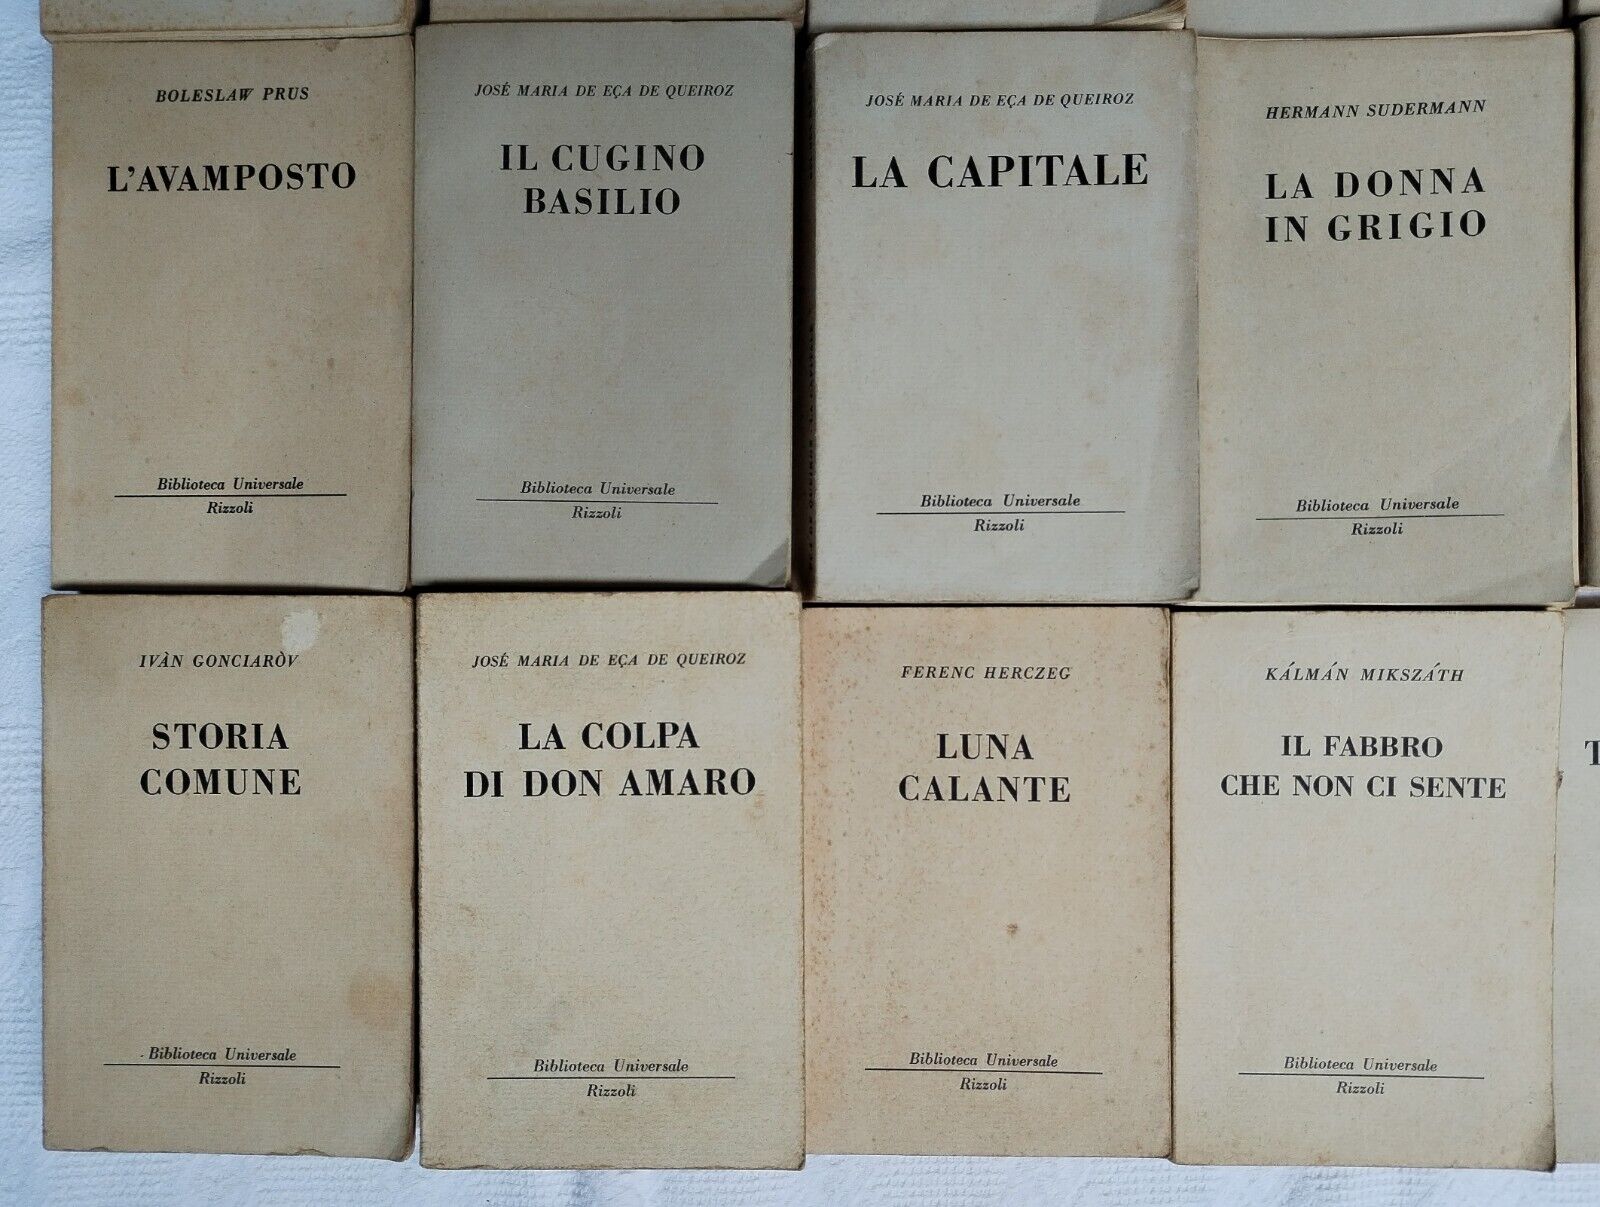 BOLESLAW PRUS
L'AVAMPOSTO
Biblioteca Universale
Rizzoli
JOSÉ MARIA DE EÇA DE QUEIROZ
IL CUGINO
BASILIO
Biblioteca Universale
Rizzoli
JOSÉ MARIA DE EÇA DE QUEIROZ
LA CAPITALE
Biblioteca Universale
Rizzoli
HERMANN SUDERMANN
LA DONNA
IN GRIGIO
Biblioteca Universale
Rizzoli
IVÀN GONCIARÒV
STORIA
COMUNE
Biblioteca Universale
Rizzoli
JOSÉ MARIA DE EÇA DE QUEIROZ
LA COLPA
DI DON AMARO
Biblioteca Universale
Rizzoli
FERENC HERCZEG
LUNA
CALANTE
Biblioteca Universale
Rizzoli
KÁLMÁN MIKSZÁTH
IL FABBRO
CHE NON CI SENTE
Biblioteca Universale
Rizzoli
T